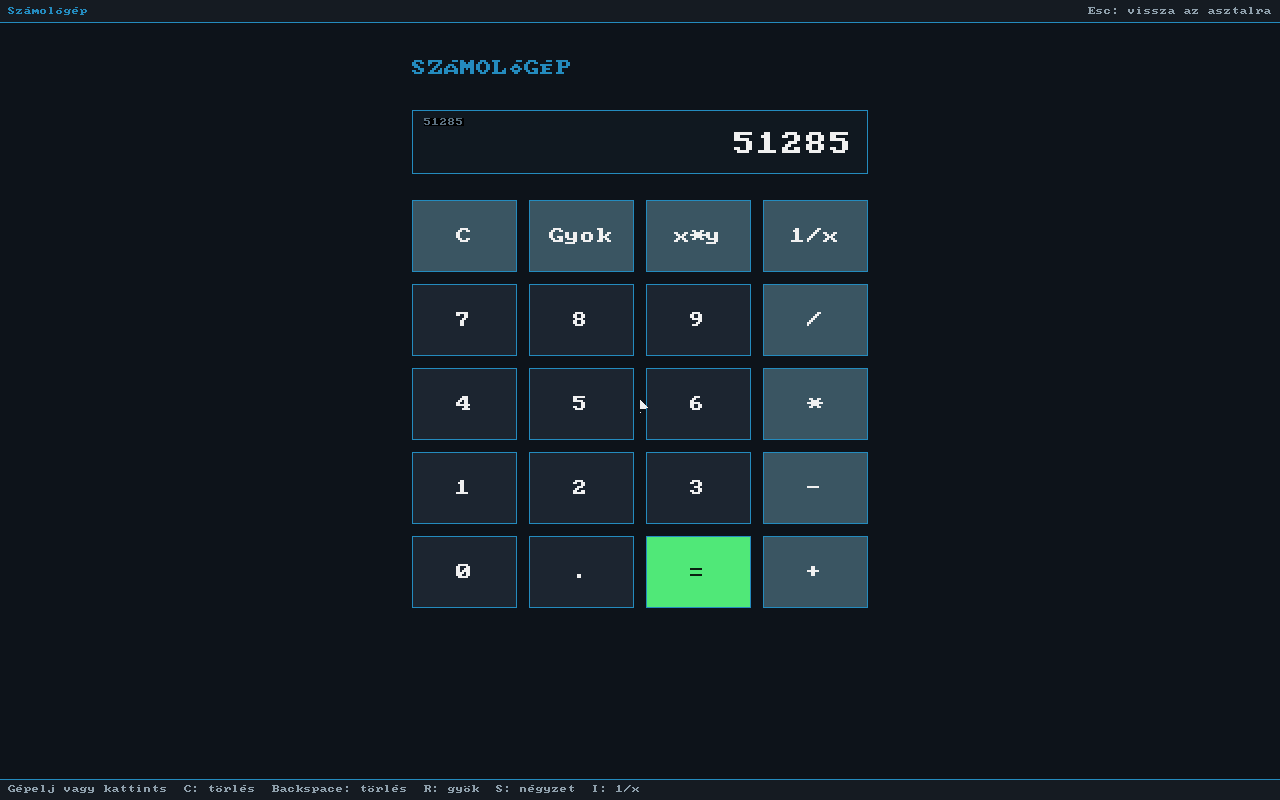 Számológép
Esc: vissza az asztalra
SZáMOLóGéP
51285
51285
C Gyok x*y 1/x
7 8 9 /
4 5 6 *
1 2 3 -
0 . = +
Gépelj vagy kattints C: törlés Backspace: törlés R: gyök S: négyzet I: 1/x